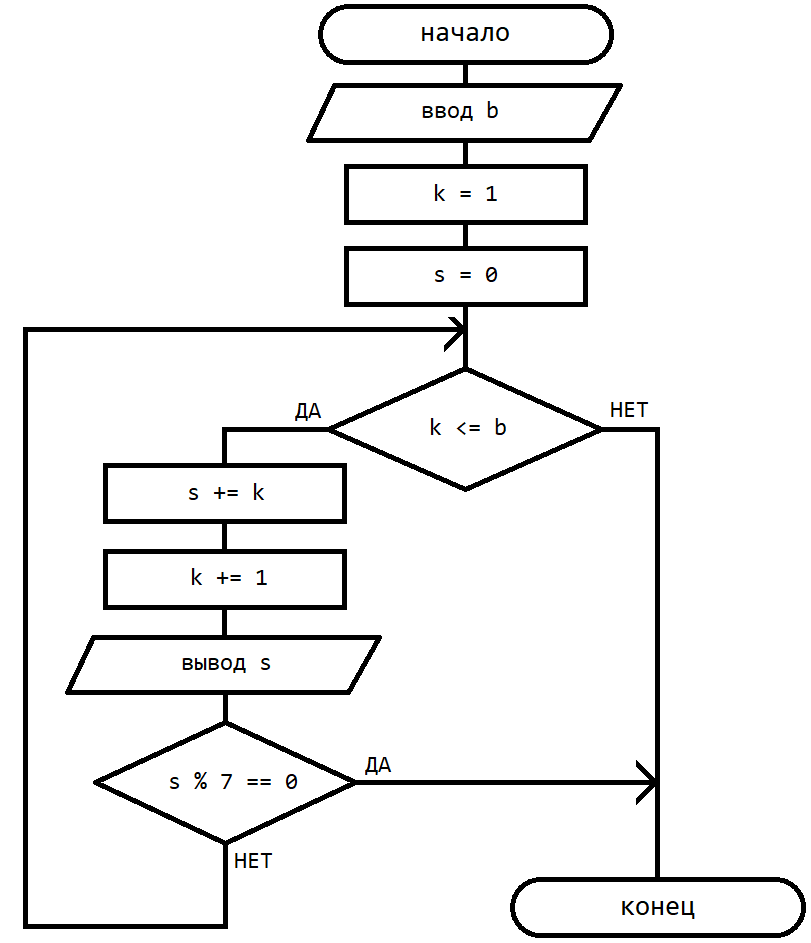 начало
ввод b
k = 1
s = 0
k <= b
ДА
НЕТ
s += k
k += 1
вывод s
s % 7 == 0
ДА
НЕТ
конец